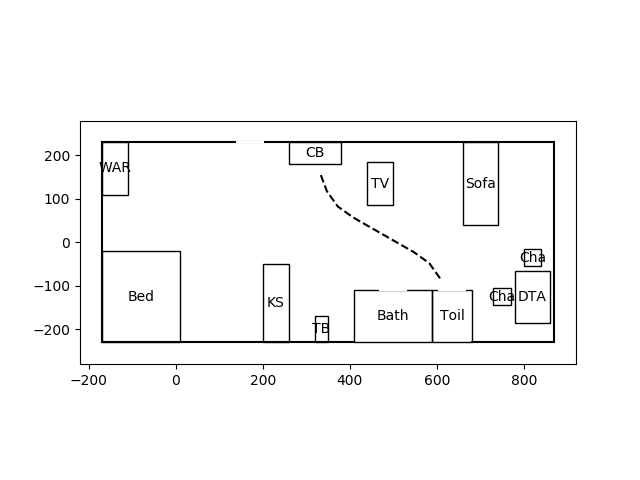 CB
WAR
TV
Sofa
Cha
Bed
Cha
DTA
KS
Bath
Toil
TB
200
100
0
−100
−200
−200
0
200
400
600
800